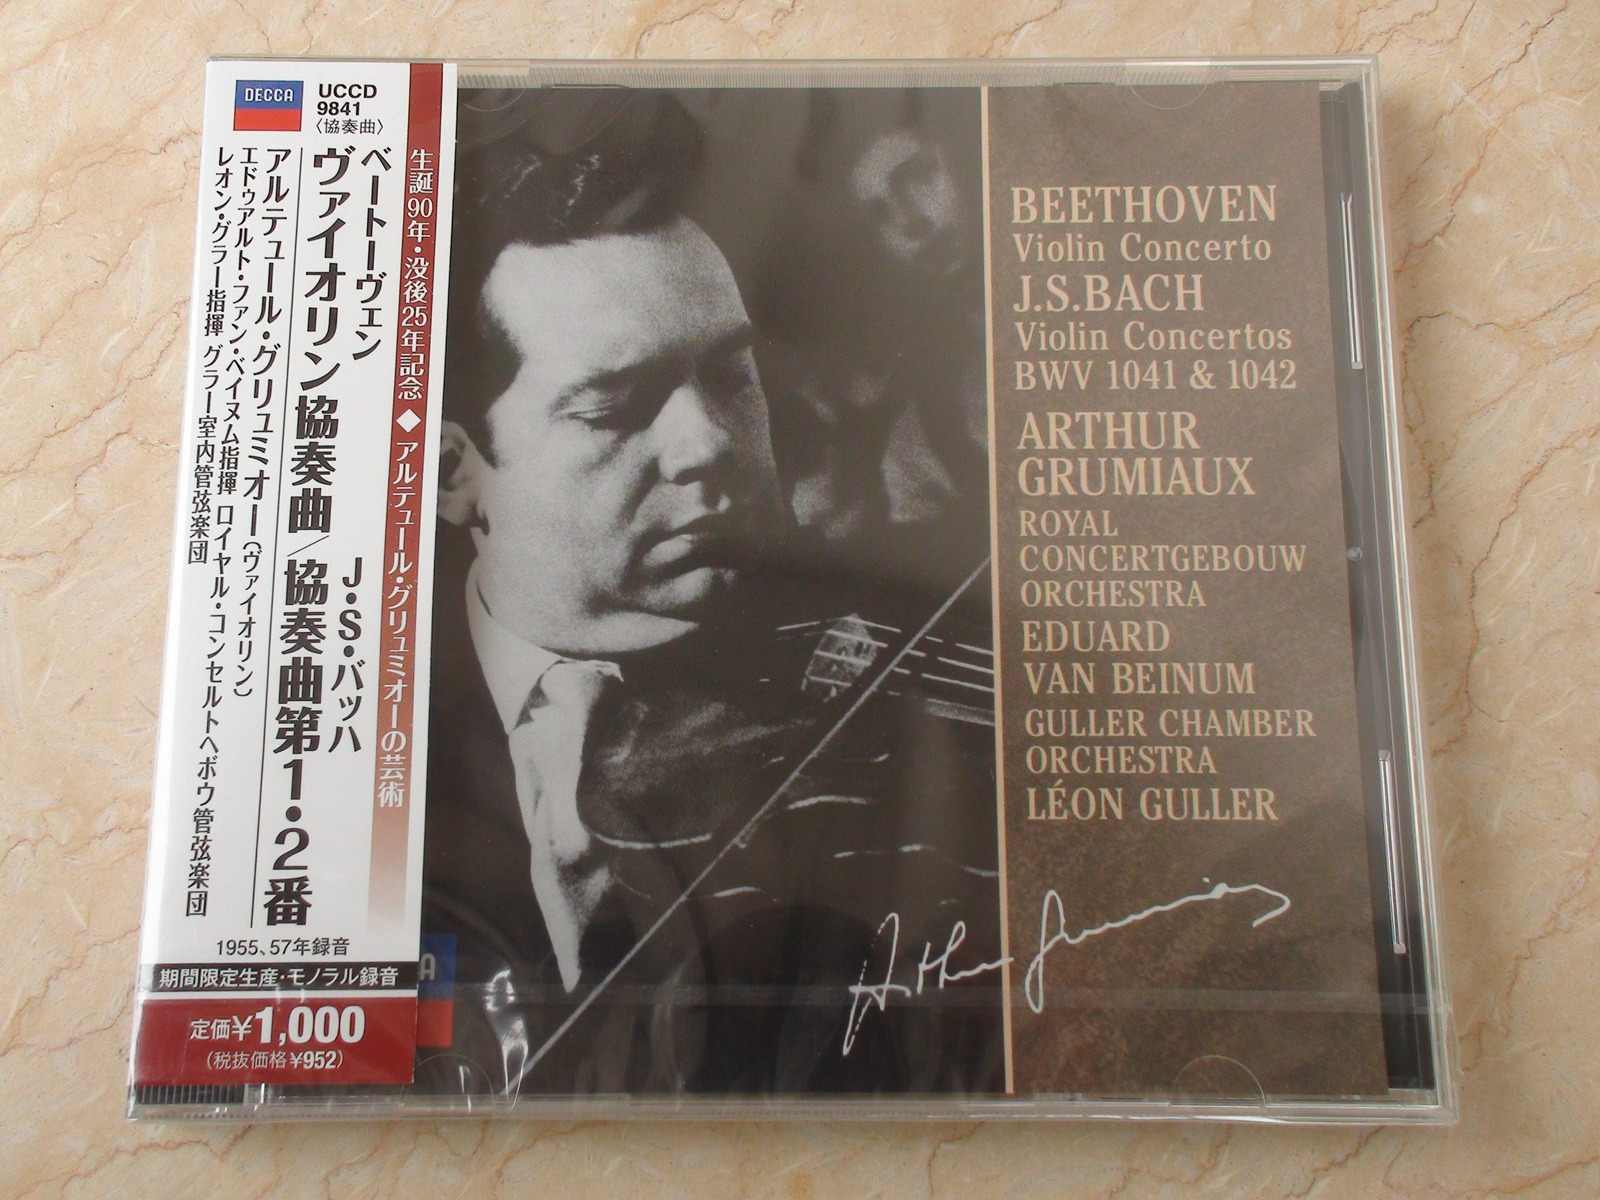 DECCA
UCCD
9841
〈協奏曲〉
生誕90年・没後25年記念◆アルテュール・グリュミオーの芸術
ベートーヴェン J・S・バッハ
ヴァイオリン協奏曲/協奏曲第1・2番
アルテュール・グリュミオー(ヴァイオリン)
エドゥアルト・ファン・ベイヌム指揮 ロイヤル・コンセルトヘボウ管弦楽団
レオン・グラー指揮 グラー室内管弦楽団
1955、57年録音
期間限定生産・モノラル録音
定価¥1,000
(税抜価格¥952)
BEETHOVEN
Violin Concerto
J.S.BACH
Violin Concertos
BWV 1041 & 1042
ARTHUR
GRUMIAUX
ROYAL
CONCERTGEBOUW
ORCHESTRA
EDUARD
VAN BEINUM
GULLER CHAMBER
ORCHESTRA
LÉON GULLER
Arthur Grumiaux
A